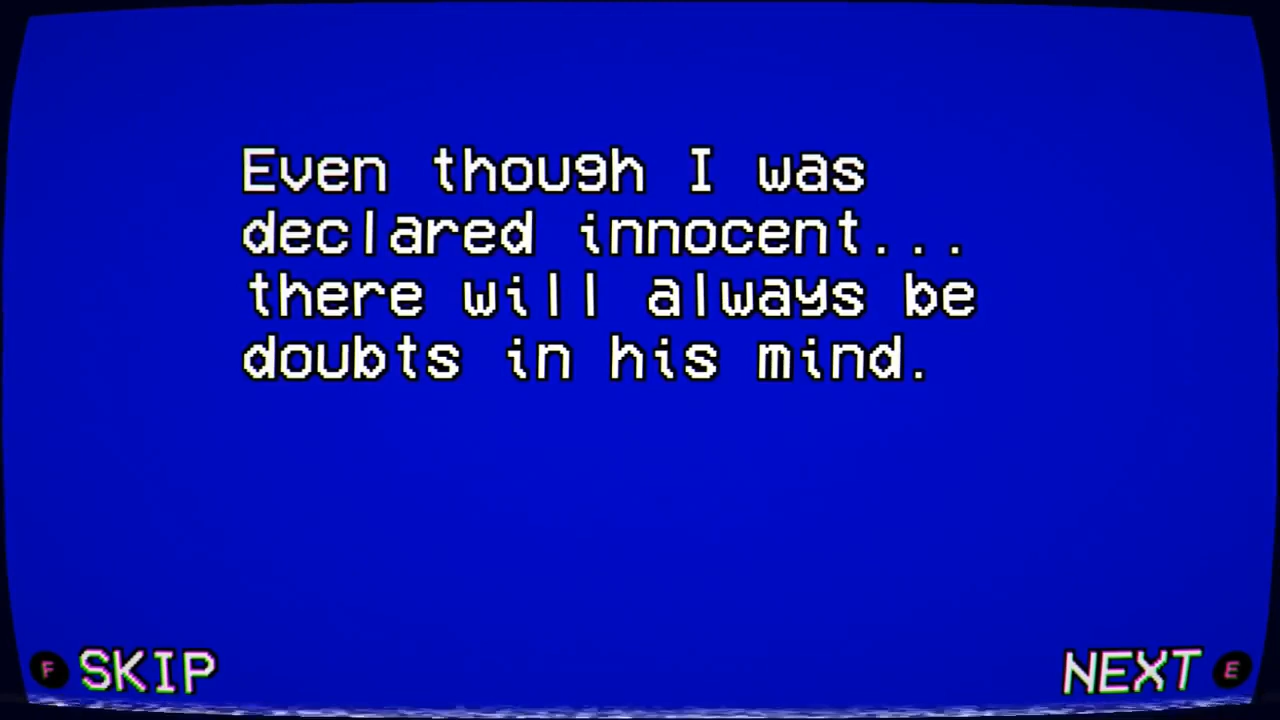 Even though I was
declared innocent...
there will always be
doubts in his mind.
F SKIP
NEXT E